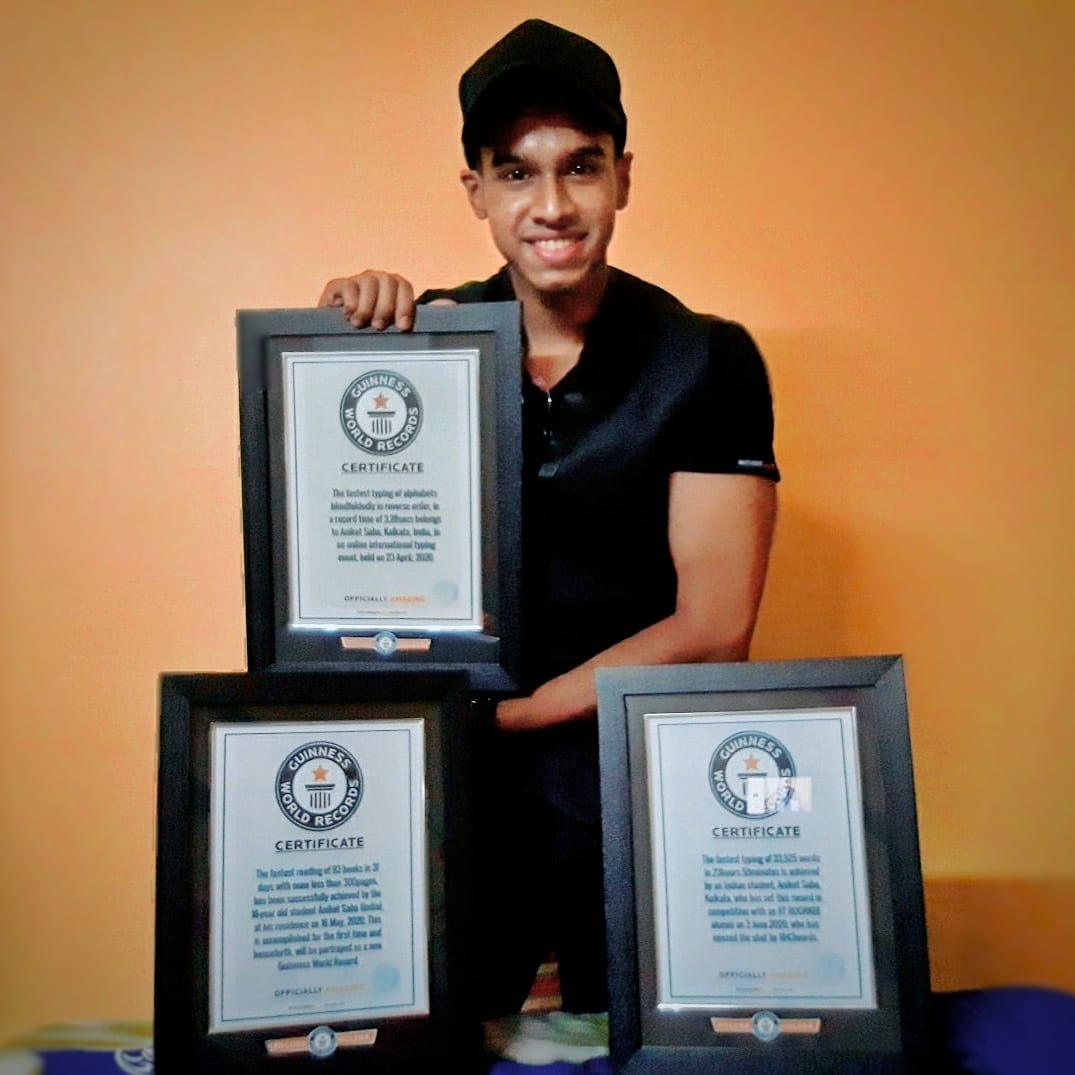 GUINNESS
WORLD RECORDS
CERTIFICATE
The fastest typing of alphabets
blindfoldedly in reverse order, in
a record time of 3.28secs belongs
to Aniket Saha, Kolkata, India, in
an online international typing
event, held on 23 April, 2020.
OFFICIALLY AMAZING
GUINNESS
WORLD RECORDS
CERTIFICATE
The fastest reading of 93 books in 31
days with none less than 300pages,
has been successfully achieved by the
16-year old student Aniket Saha (India),
at his residence on 16 May, 2020. This
is accomplished for the first time and
henceforth, will be portrayed as a new
Guinness World Record.
OFFICIALLY AMAZING
GUINNESS
WORLD RECORDS
CERTIFICATE
The fastest typing of 33,525 words
in 23hours 59minutes is achieved
by an Indian student, Aniket Saha,
Kolkata, who has set this record in
competition with an IIT ROORKEE
alumni on 2 June 2020, who has
missed the shot by
OFFICIALLY AMAZING